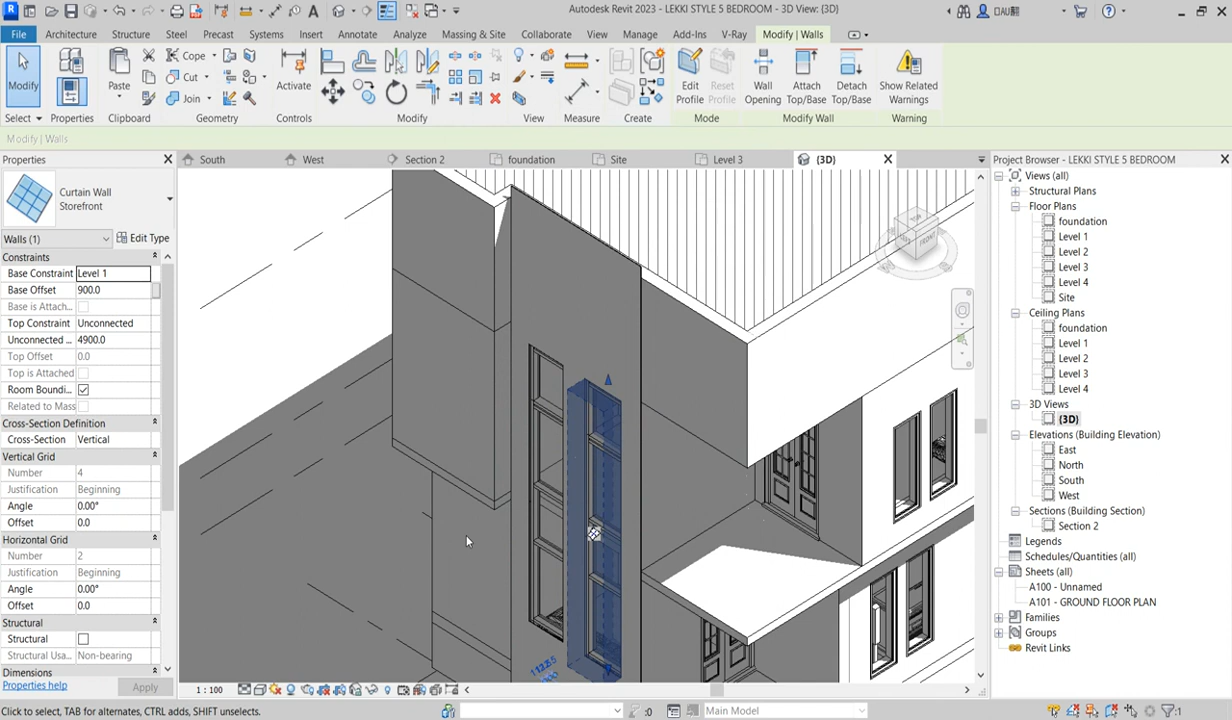 Autodesk Revit 2023 - LEKKI STYLE 5 BEDROOM - 3D View: {3D}
File Architecture Structure Steel Precast Systems Insert Annotate Analyze Massing & Site Collaborate View Manage Add-Ins V-Ray Modify | Walls
Modify
Properties
Paste
Cope
Cut
Join
Activate
Edit Profile
Reset Profile
Wall Opening
Attach Top/Base
Detach Top/Base
Show Related Warnings
Select Properties Clipboard Geometry Controls Modify View Measure Create Mode Modify Wall Warning
Modify | Walls
Properties
South West Section 2 foundation Site Level 3 {3D}
Project Browser - LEKKI STYLE 5 BEDROOM
Curtain Wall
Storefront
Walls (1) Edit Type
Constraints
Base Constraint Level 1
Base Offset 900.0
Base is Attach...
Top Constraint Unconnected
Unconnected ... 4900.0
Top Offset 0.0
Top is Attached
Room Boundi...
Related to Mass
Cross-Section Definition
Cross-Section Vertical
Vertical Grid
Number 4
Justification Beginning
Angle 0.00°
Offset 0.0
Horizontal Grid
Number 2
Justification Beginning
Angle 0.00°
Offset 0.0
Structural
Structural
Structural Usa... Non-bearing
Dimensions
Properties help Apply
FRONT
Views (all)
Structural Plans
Floor Plans
foundation
Level 1
Level 2
Level 3
Level 4
Site
Ceiling Plans
foundation
Level 1
Level 2
Level 3
Level 4
3D Views
{3D}
Elevations (Building Elevation)
East
North
South
West
Sections (Building Section)
Section 2
Legends
Schedules/Quantities (all)
Sheets (all)
A100 - Unnamed
A101 - GROUND FLOOR PLAN
Families
Groups
Revit Links
1 : 100
Click to select, TAB for alternates, CTRL adds, SHIFT unselects.
:0
Main Model
:1